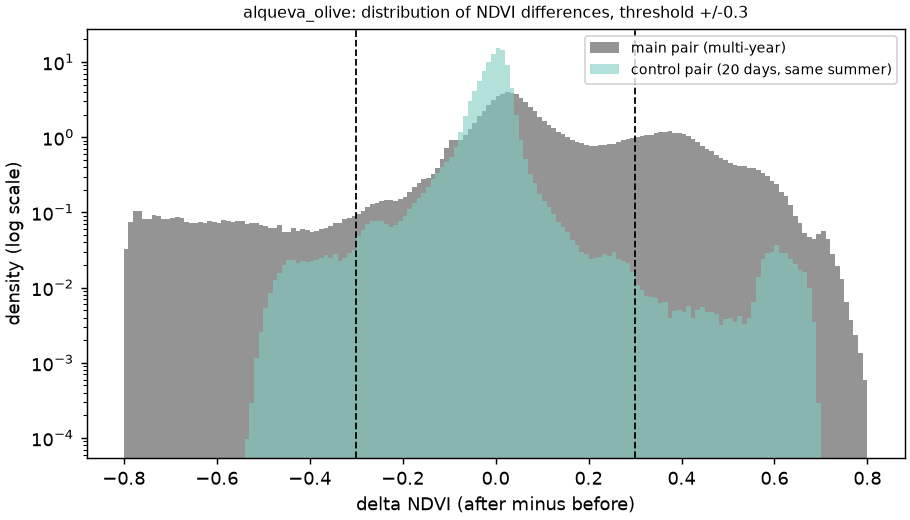 alqueva_olive: distribution of NDVI differences, threshold +/-0.3
main pair (multi-year)
control pair (20 days, same summer)
density (log scale)
10¹
10⁰
10⁻¹
10⁻²
10⁻³
10⁻⁴
−0.8 −0.6 −0.4 −0.2 0.0 0.2 0.4 0.6 0.8
delta NDVI (after minus before)